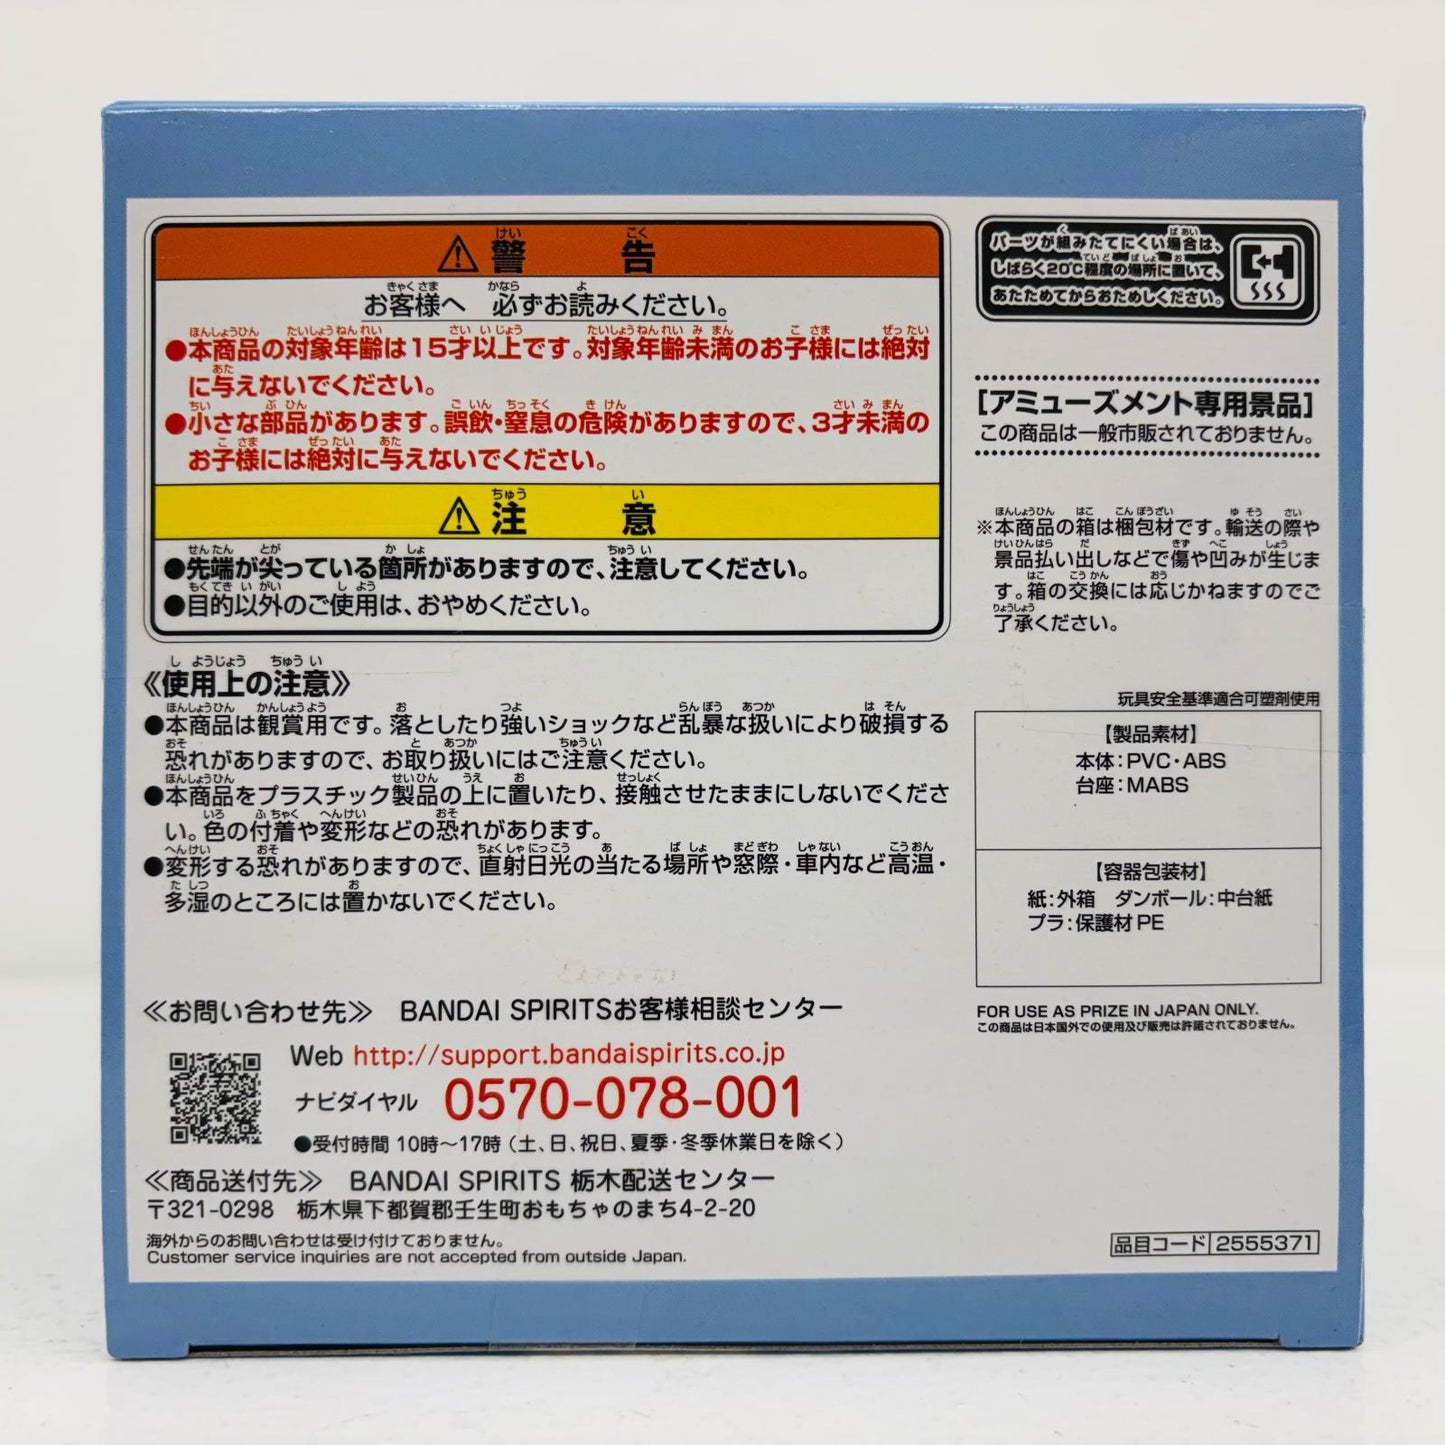 ⚠警告
お客様へ 必ずお読みください。
●本商品の対象年齢は15才以上です。対象年齢未満のお子様には絶対
に与えないでください。
●小さな部品があります。誤飲・窒息の危険がありますので、3才未満の
お子様には絶対に与えないでください。
⚠注意
●先端が尖っている箇所がありますので、注意してください。
●目的以外のご使用は、おやめください。
《使用上の注意》
●本商品は観賞用です。落としたり強いショックなど乱暴な扱いにより破損する
恐れがありますので、お取り扱いにはご注意ください。
●本商品をプラスチック製品の上に置いたり、接触させたままにしないでくださ
い。色の付着や変形などの恐れがあります。
●変形する恐れがありますので、直射日光の当たる場所や窓際・車内など高温・
多湿のところには置かないでください。
≪お問い合わせ先≫ BANDAI SPIRITSお客様相談センター
Web http://support.bandaispirits.co.jp
ナビダイヤル 0570-078-001
●受付時間 10時～17時（土、日、祝日、夏季・冬季休業日を除く）
≪商品送付先≫ BANDAI SPIRITS 栃木配送センター
〒321-0298 栃木県下都賀郡壬生町おもちゃのまち4-2-20
海外からのお問い合わせは受け付けておりません。
Customer service inquiries are not accepted from outside Japan.
パーツが組みたてにくい場合は、
しばらく20℃程度の場所に置いて、
あたためてからおためしください。
[アミューズメント専用景品]
この商品は一般市販されておりません。
※本商品の箱は梱包材です。輸送の際や
景品払い出しなどで傷や凹みが生じま
す。箱の交換には応じかねますのでご
了承ください。
玩具安全基準適合可塑剤使用
【製品素材】
本体：PVC・ABS
台座：MABS
【容器包装材】
紙：外箱 ダンボール：中台紙
プラ：保護材 PE
FOR USE AS PRIZE IN JAPAN ONLY.
この商品は日本国外での使用及び販売は許諾されておりません。
品目コード 2555371